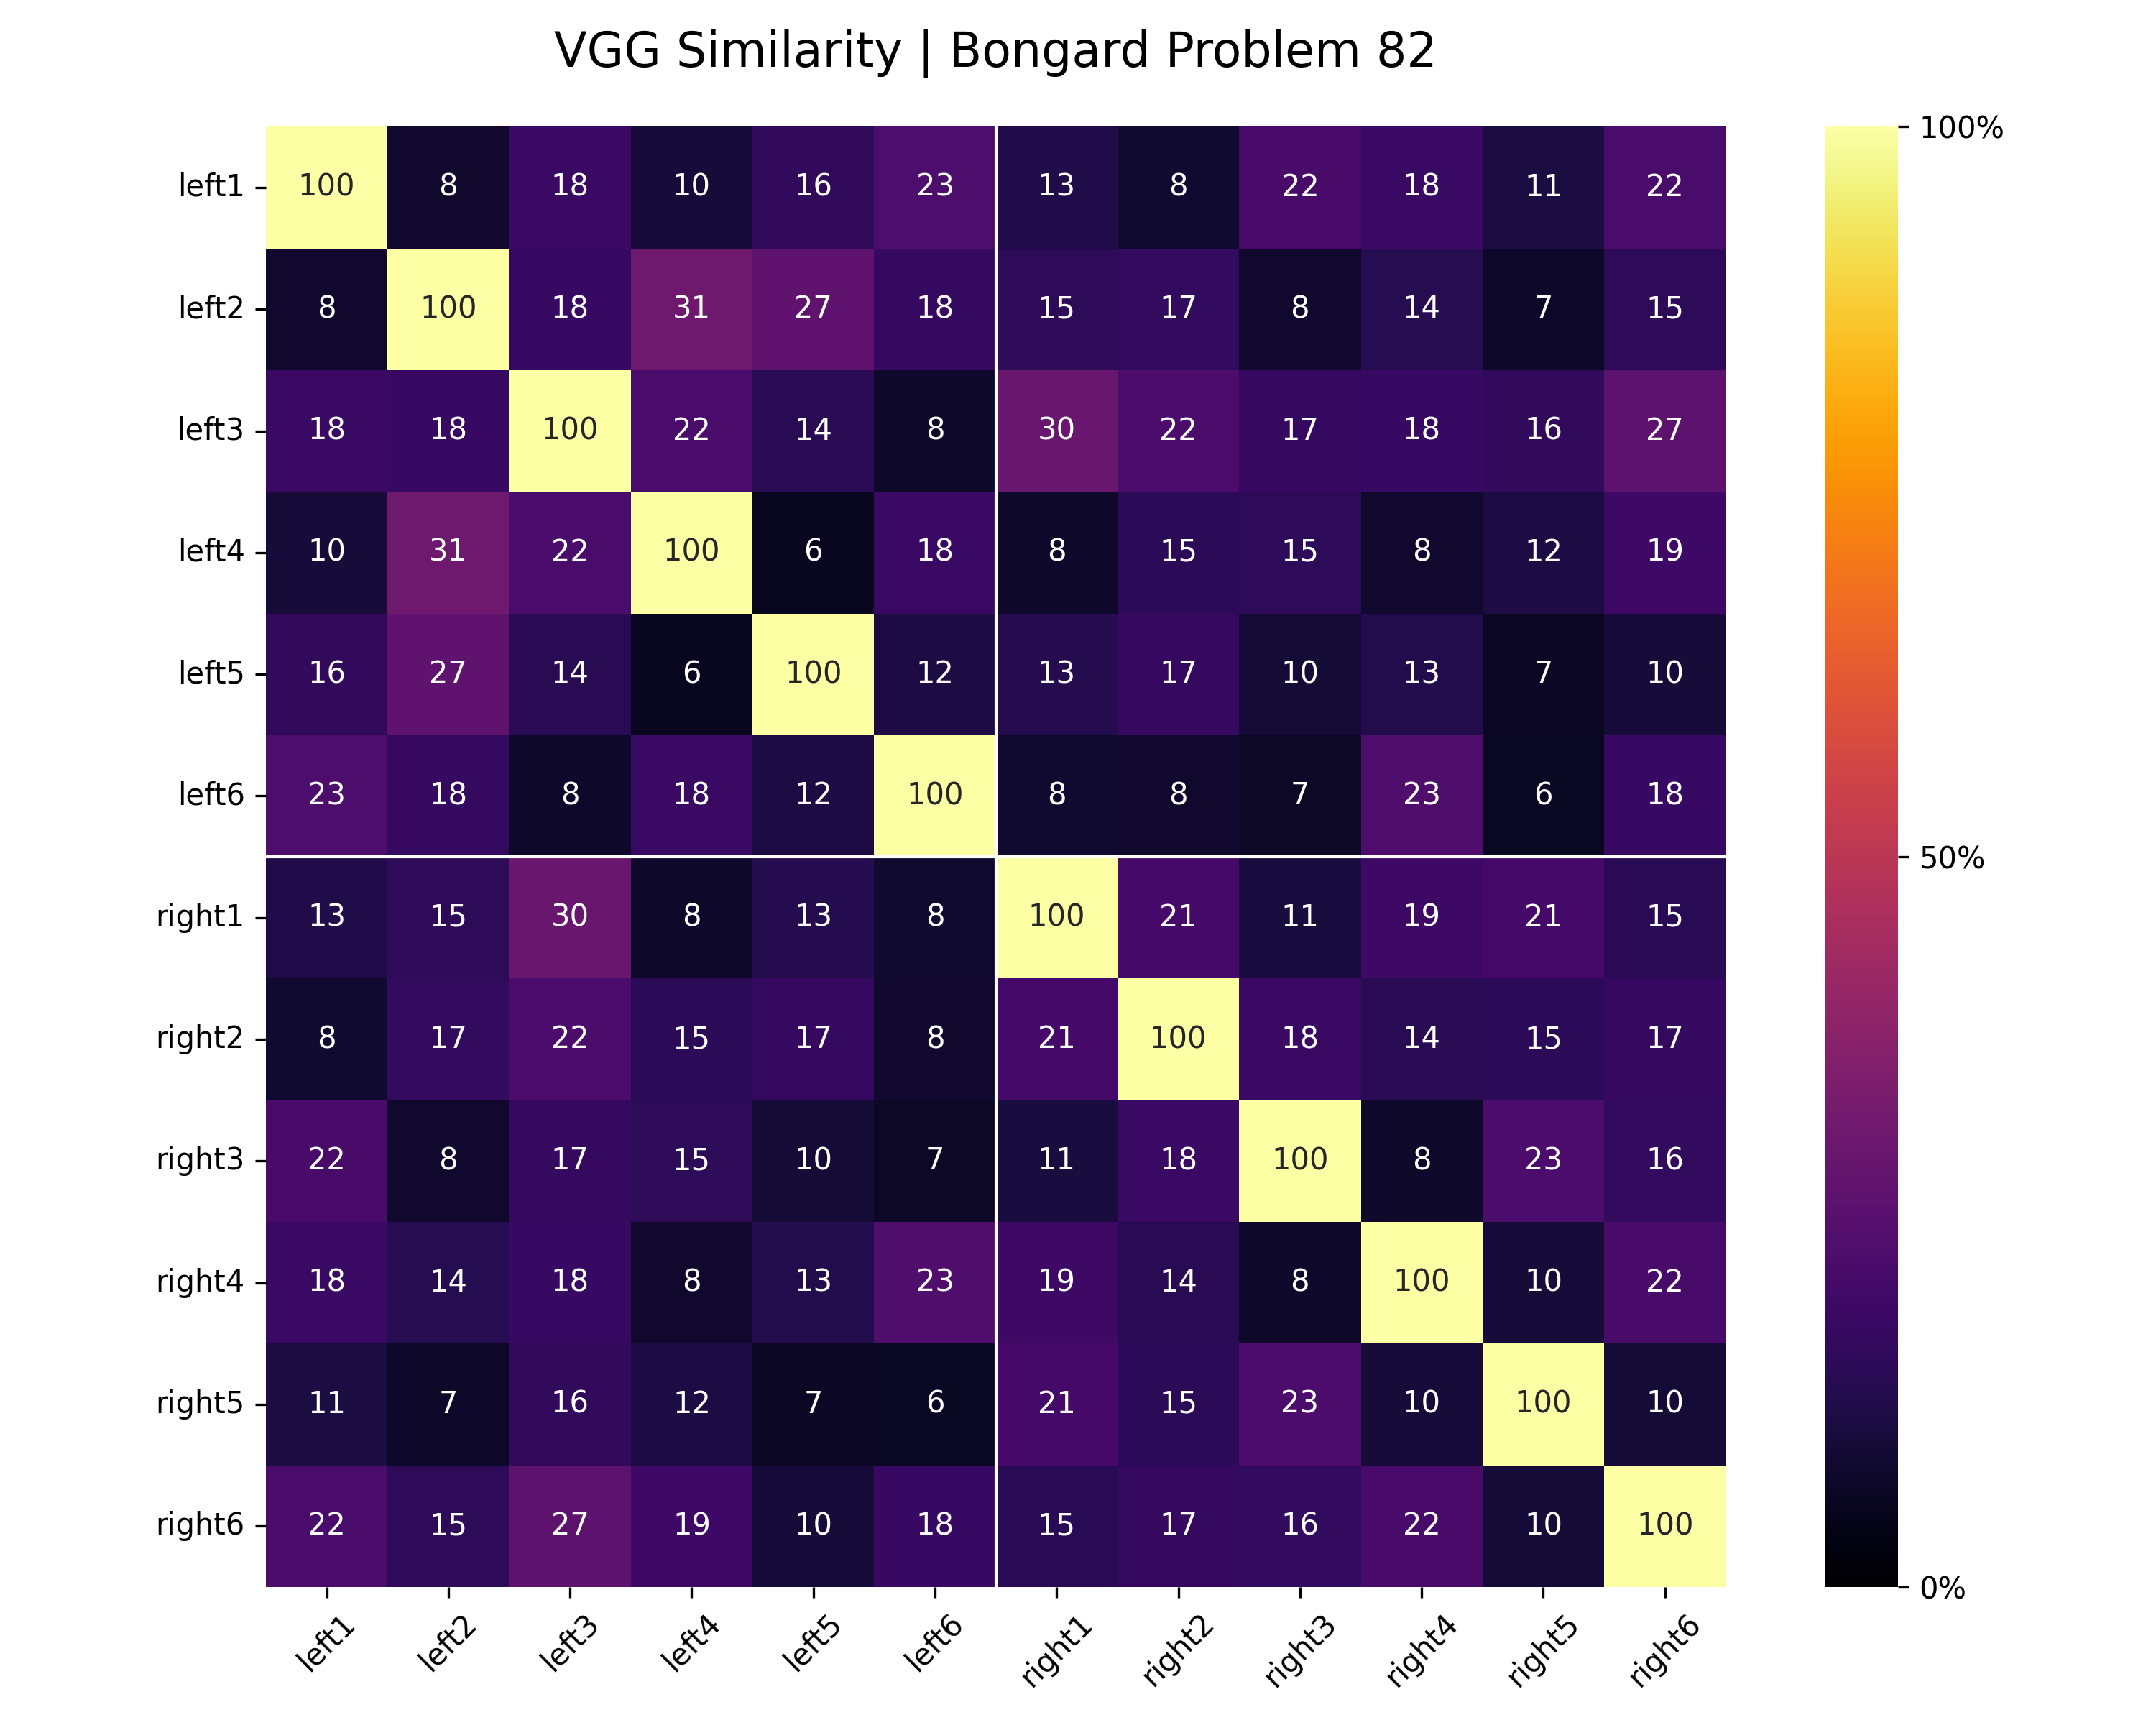 VGG Similarity | Bongard Problem 82
left1 100 8 18 10 16 23 13 8 22 18 11 22
left2 8 100 18 31 27 18 15 17 8 14 7 15
left3 18 18 100 22 14 8 30 22 17 18 16 27
left4 10 31 22 100 6 18 8 15 15 8 12 19
left5 16 27 14 6 100 12 13 17 10 13 7 10
left6 23 18 8 18 12 100 8 8 7 23 6 18
right1 13 15 30 8 13 8 100 21 11 19 21 15
right2 8 17 22 15 17 8 21 100 18 14 15 17
right3 22 8 17 15 10 7 11 18 100 8 23 16
right4 18 14 18 8 13 23 19 14 8 100 10 22
right5 11 7 16 12 7 6 21 15 23 10 100 10
right6 22 15 27 19 10 18 15 17 16 22 10 100
left1 left2 left3 left4 left5 left6 right1 right2 right3 right4 right5 right6
100%
50%
0%